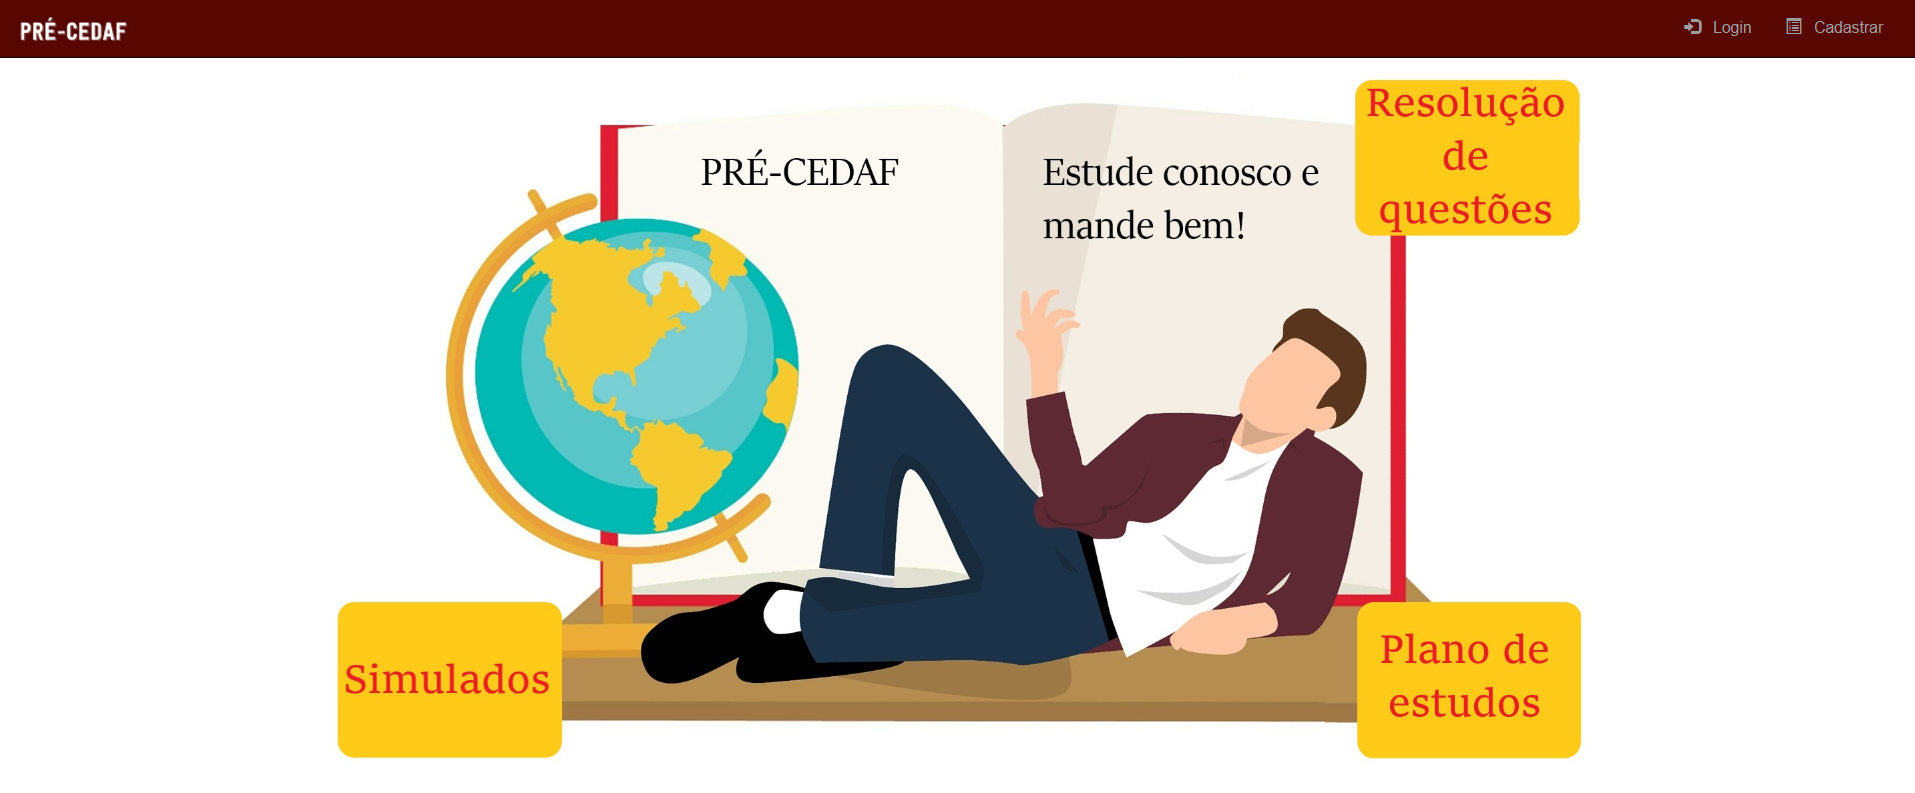 PRÉ-CEDAF
Login
Cadastrar
PRÉ-CEDAF
Estude conosco e
mande bem!
Resolução
de
questões
Simulados
Plano de
estudos